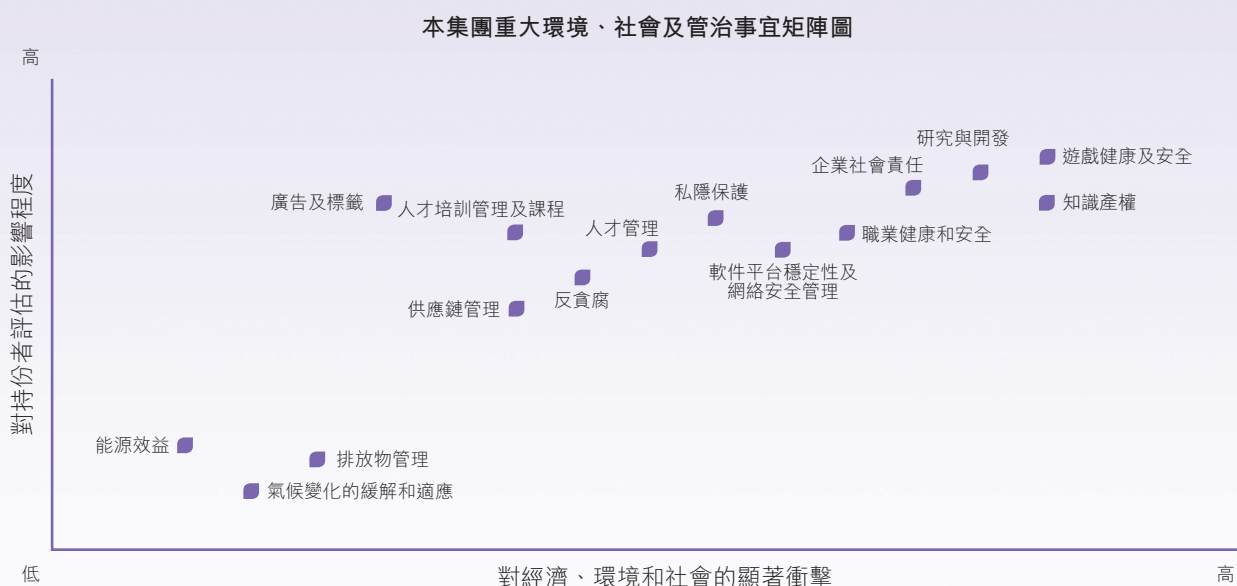 本集團重大環境、社會及管治事宜矩陣圖
高
對持份者評估的影響程度
研究與開發
遊戲健康及安全
企業社會責任
私隱保護
廣告及標籤
人才培訓管理及課程
知識產權
人才管理
職業健康和安全
軟件平台穩定性及
網絡安全管理
反貪腐
供應鏈管理
能源效益
排放物管理
氣候變化的緩解和適應
低
對經濟、環境和社會的顯著衝擊
高